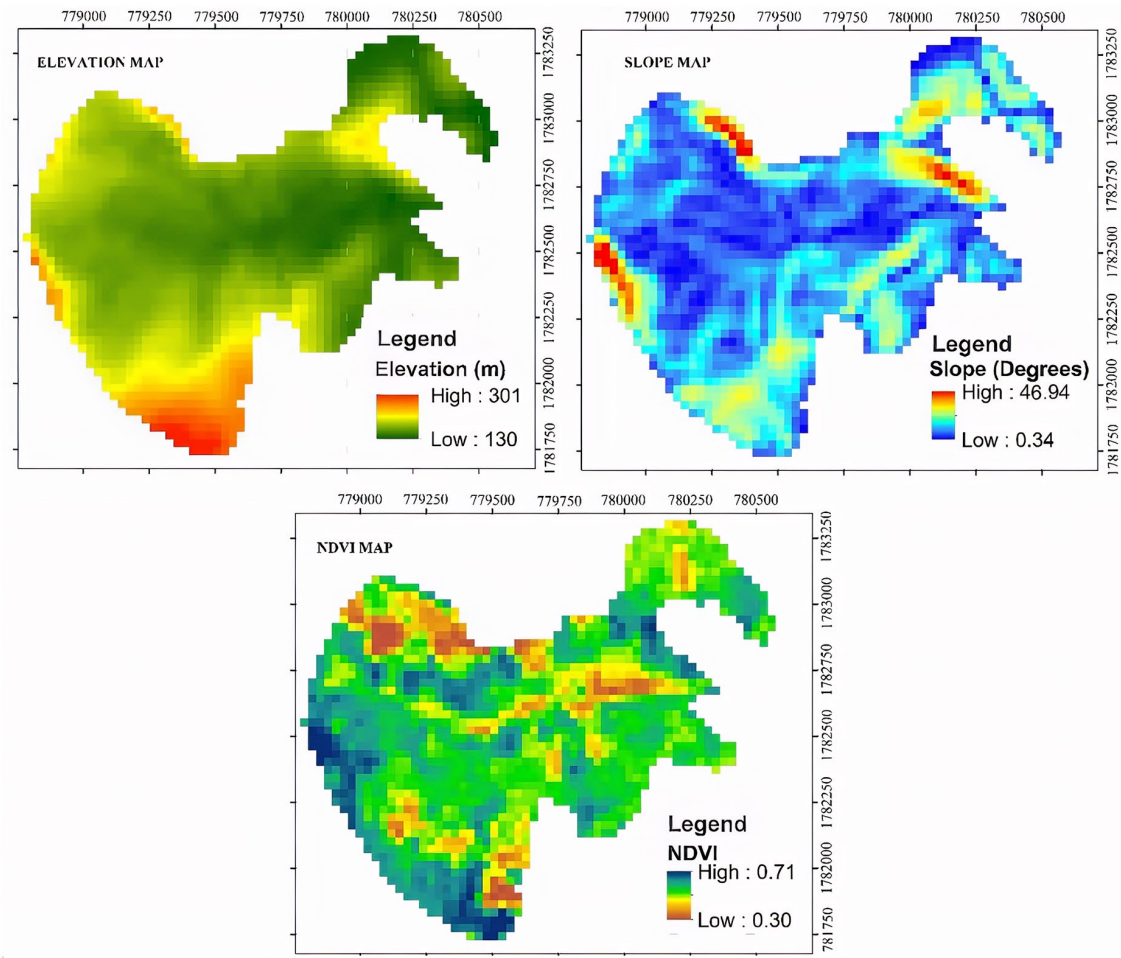 779000 779250 779500 779750 780000 780250 780500
ELEVATION MAP
1783250
1783000
1782750
1782500
1782250
1782000
1781750
Legend
Elevation (m)
High : 301
Low : 130
779000 779250 779500 779750 780000 780250 780500
SLOPE MAP
1783250
1783000
1782750
1782500
1782250
1782000
1781750
Legend
Slope (Degrees)
High : 46.94
Low : 0.34
779000 779250 779500 779750 780000 780250 780500
NDVI MAP
1783250
1783000
1782750
1782500
1782250
1782000
1781750
Legend
NDVI
High : 0.71
Low : 0.30